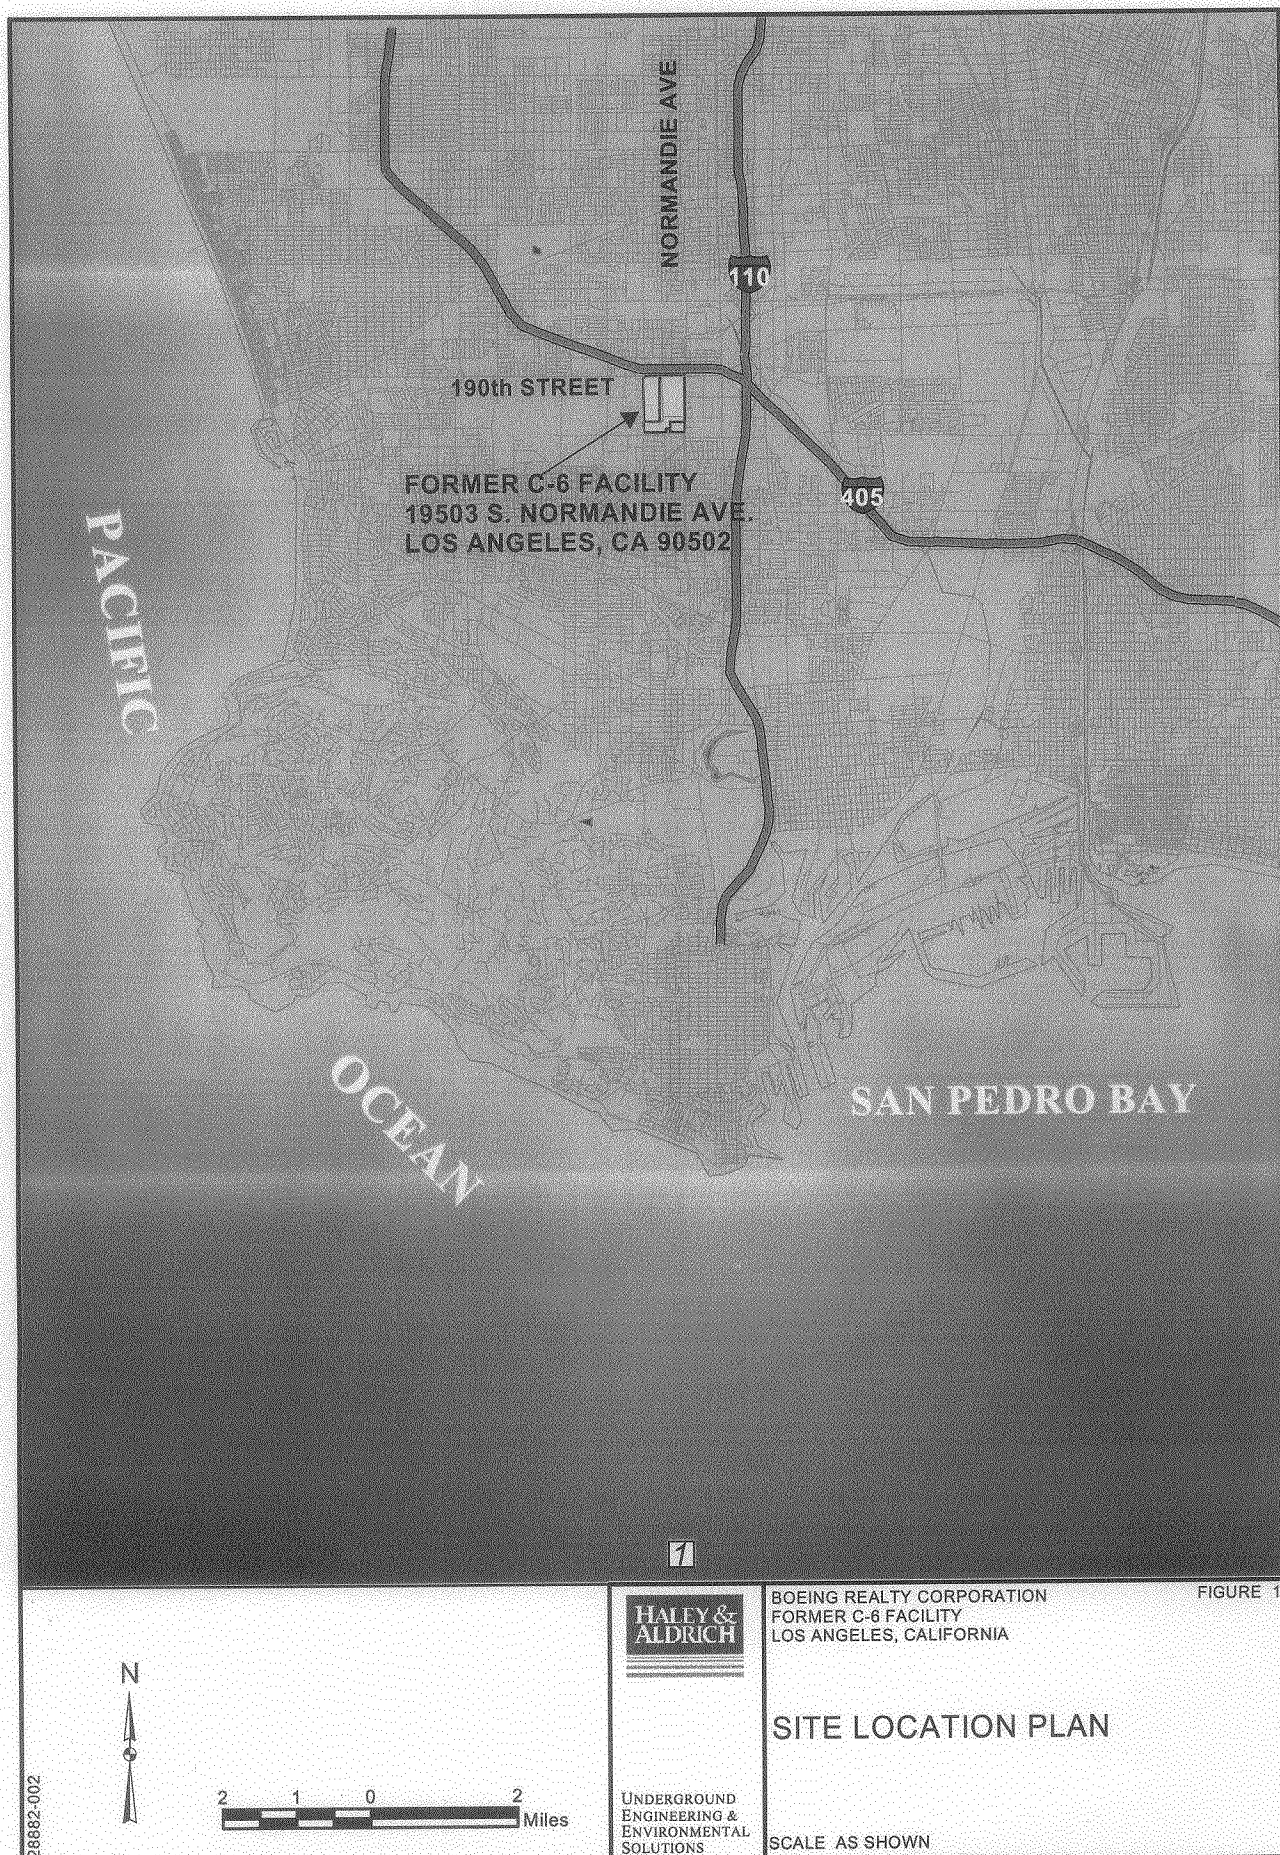 NORMANDIE AVE
110
190th STREET
FORMER C-6 FACILITY
19503 S. NORMANDIE AVE.
LOS ANGELES, CA 90502
405
PACIFIC
OCEAN
SAN PEDRO BAY
1
HALEY &
ALDRICH
UNDERGROUND
ENGINEERING &
ENVIRONMENTAL
SOLUTIONS
BOEING REALTY CORPORATION
FORMER C-6 FACILITY
LOS ANGELES, CALIFORNIA
FIGURE 1
SITE LOCATION PLAN
SCALE AS SHOWN
N
2 1 0 2
Miles
28882-002